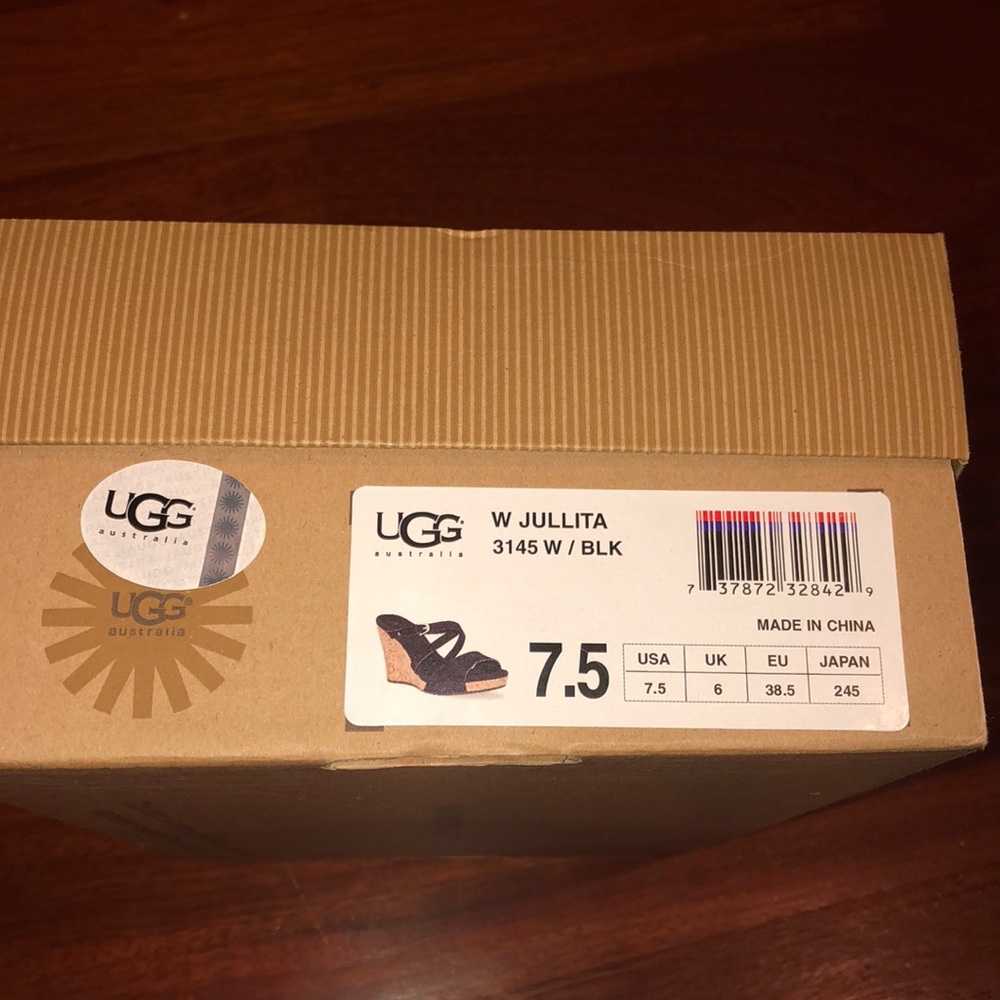 UGG
australia
UGG®
australia
UGG®
australia
W JULLITA
3145 W / BLK
7 37872 32842 9
MADE IN CHINA
7.5
USA UK EU JAPAN
7.5 6 38.5 245